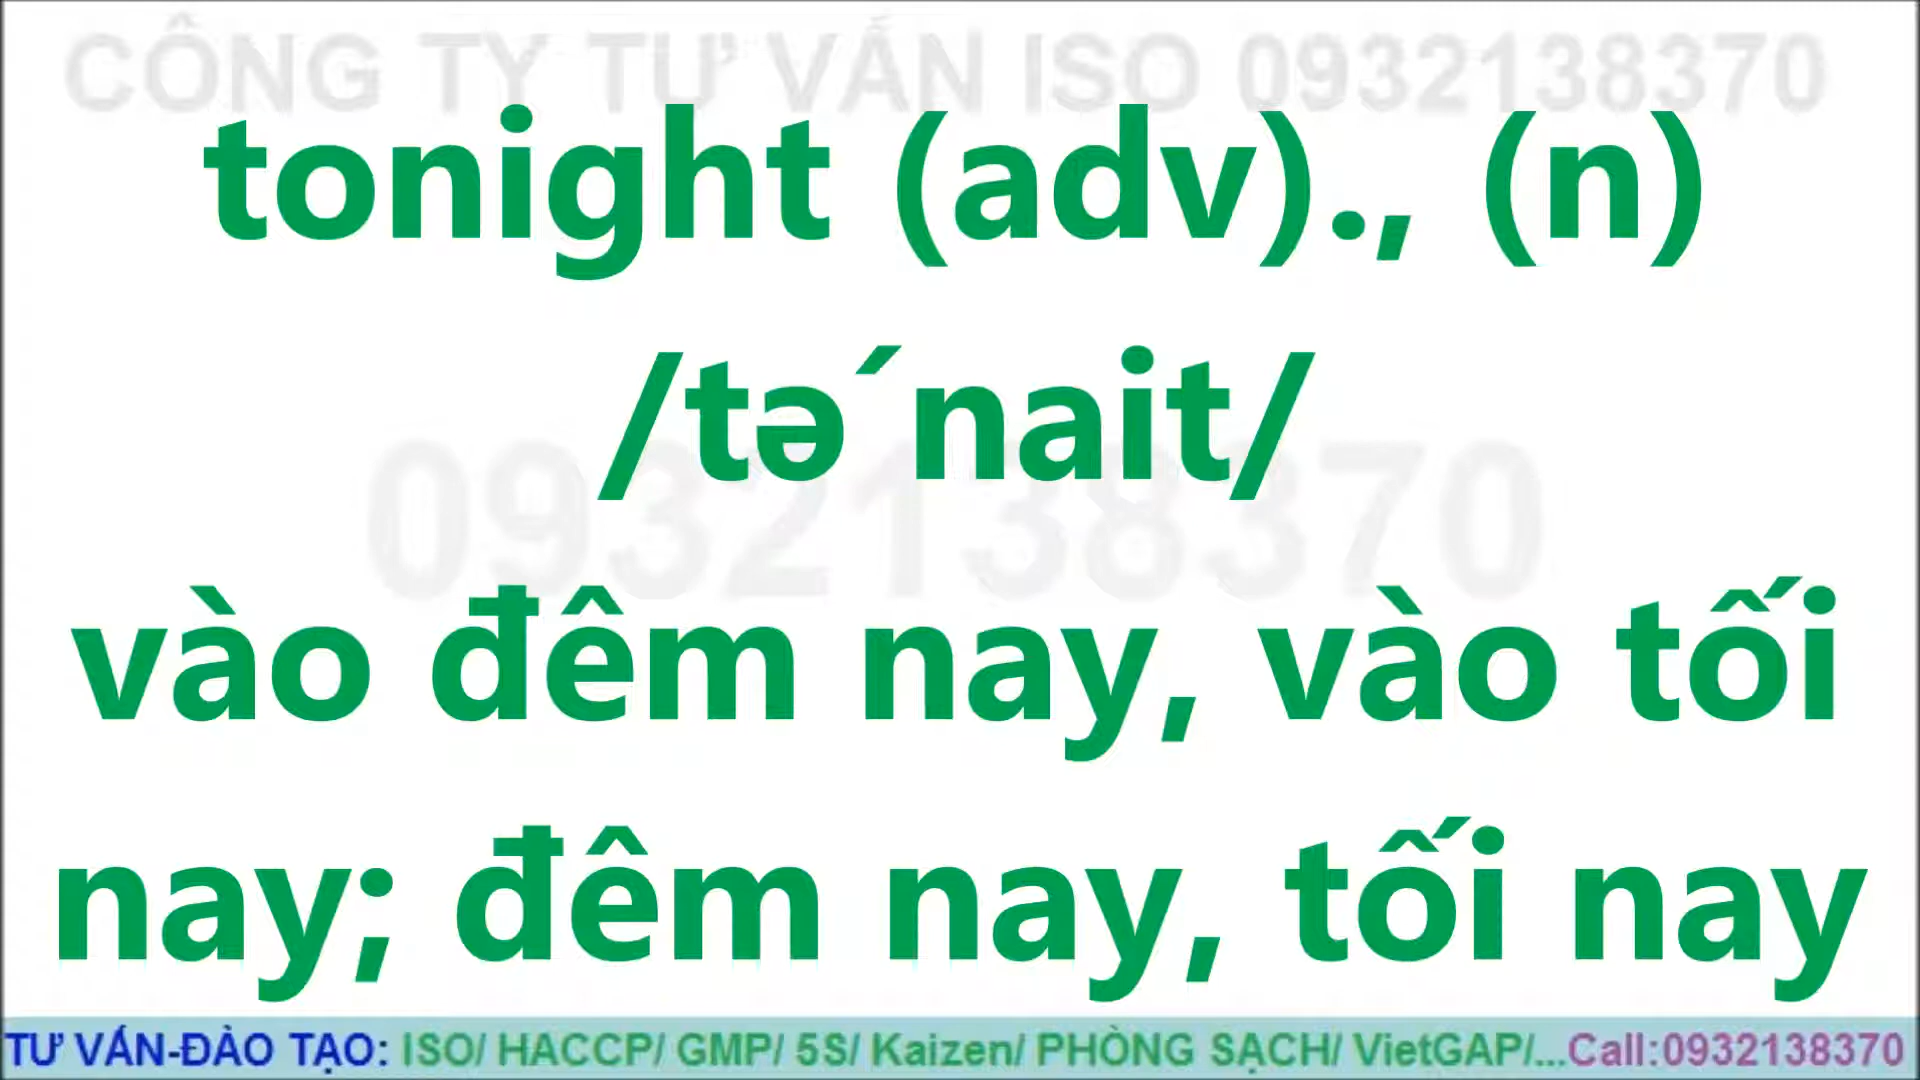 CÔNG TY TƯ VẤN ISO 0932138370
tonight (adv)., (n)
/tə´nait/
0932138370
vào đêm nay, vào tối
nay; đêm nay, tối nay
TƯ VẤN-ĐÀO TẠO: ISO/ HACCP/ GMP/ 5S/ Kaizen/ PHÒNG SẠCH/ VietGAP/...Call:0932138370